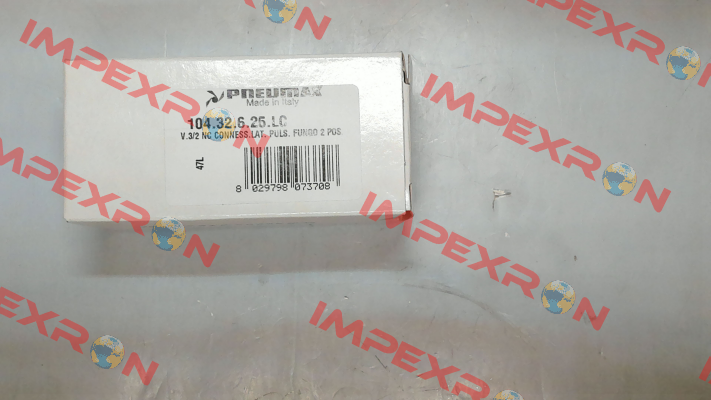 PNEUMAX
Made in Italy
104.32.6.25.LC
V.3/2 NC CONNESS.LAT. PULS. FUNGO 2 POS
47L
8 029798 073708
IMPEXRON
IMPEXRON
IMPEXRON
IMPEXRON
IMPEXRON
IMPEXRON